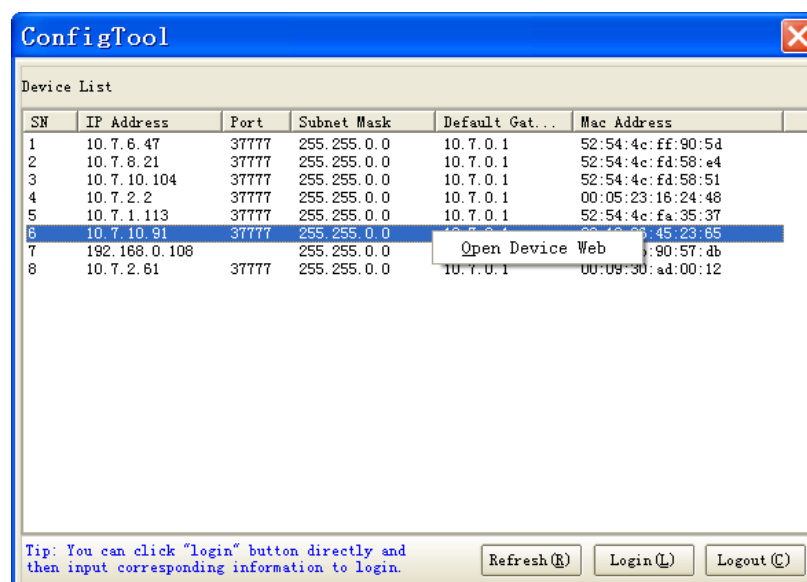 ConfigTool
Device List
SN IP Address Port Subnet Mask Default Gat... Mac Address
1 10.7.6.47 37777 255.255.0.0 10.7.0.1 52:54:4c:ff:90:5d
2 10.7.8.21 37777 255.255.0.0 10.7.0.1 52:54:4c:fd:58:e4
3 10.7.10.104 37777 255.255.0.0 10.7.0.1 52:54:4c:fd:58:51
4 10.7.2.2 37777 255.255.0.0 10.7.0.1 00:05:23:16:24:48
5 10.7.1.113 37777 255.255.0.0 10.7.0.1 52:54:4c:fa:35:37
6 10.7.10.91 37777 255.255.0.0 :45:23:65
Open Device Web
7 192.168.0.108 255.255.0.0 :90:57:db
8 10.7.2.61 37777 255.255.0.0 10.7.0.1 00:09:30:ad:00:12
Tip: You can click "login" button directly and
then input corresponding information to login.
Refresh(R) Login(L) Logout(C)